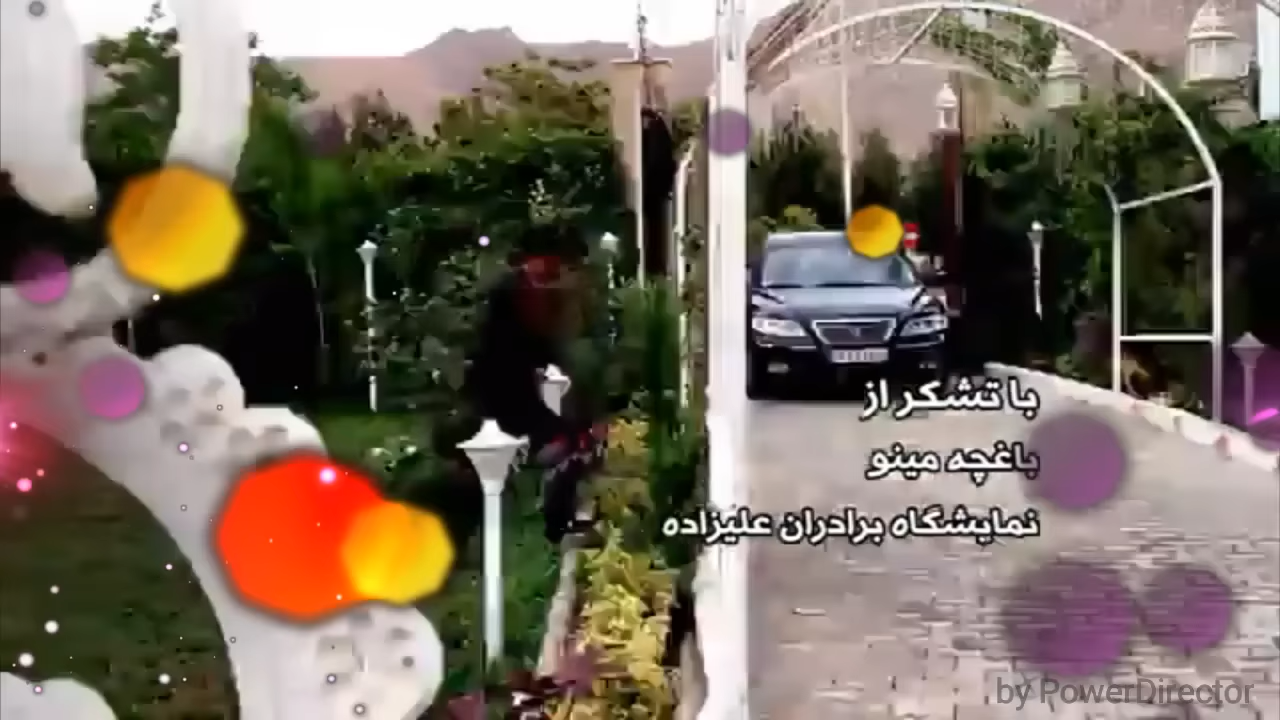 با تشکر از
باغچه مینو
نمایشگاه برادران علیزاده
by PowerDirector